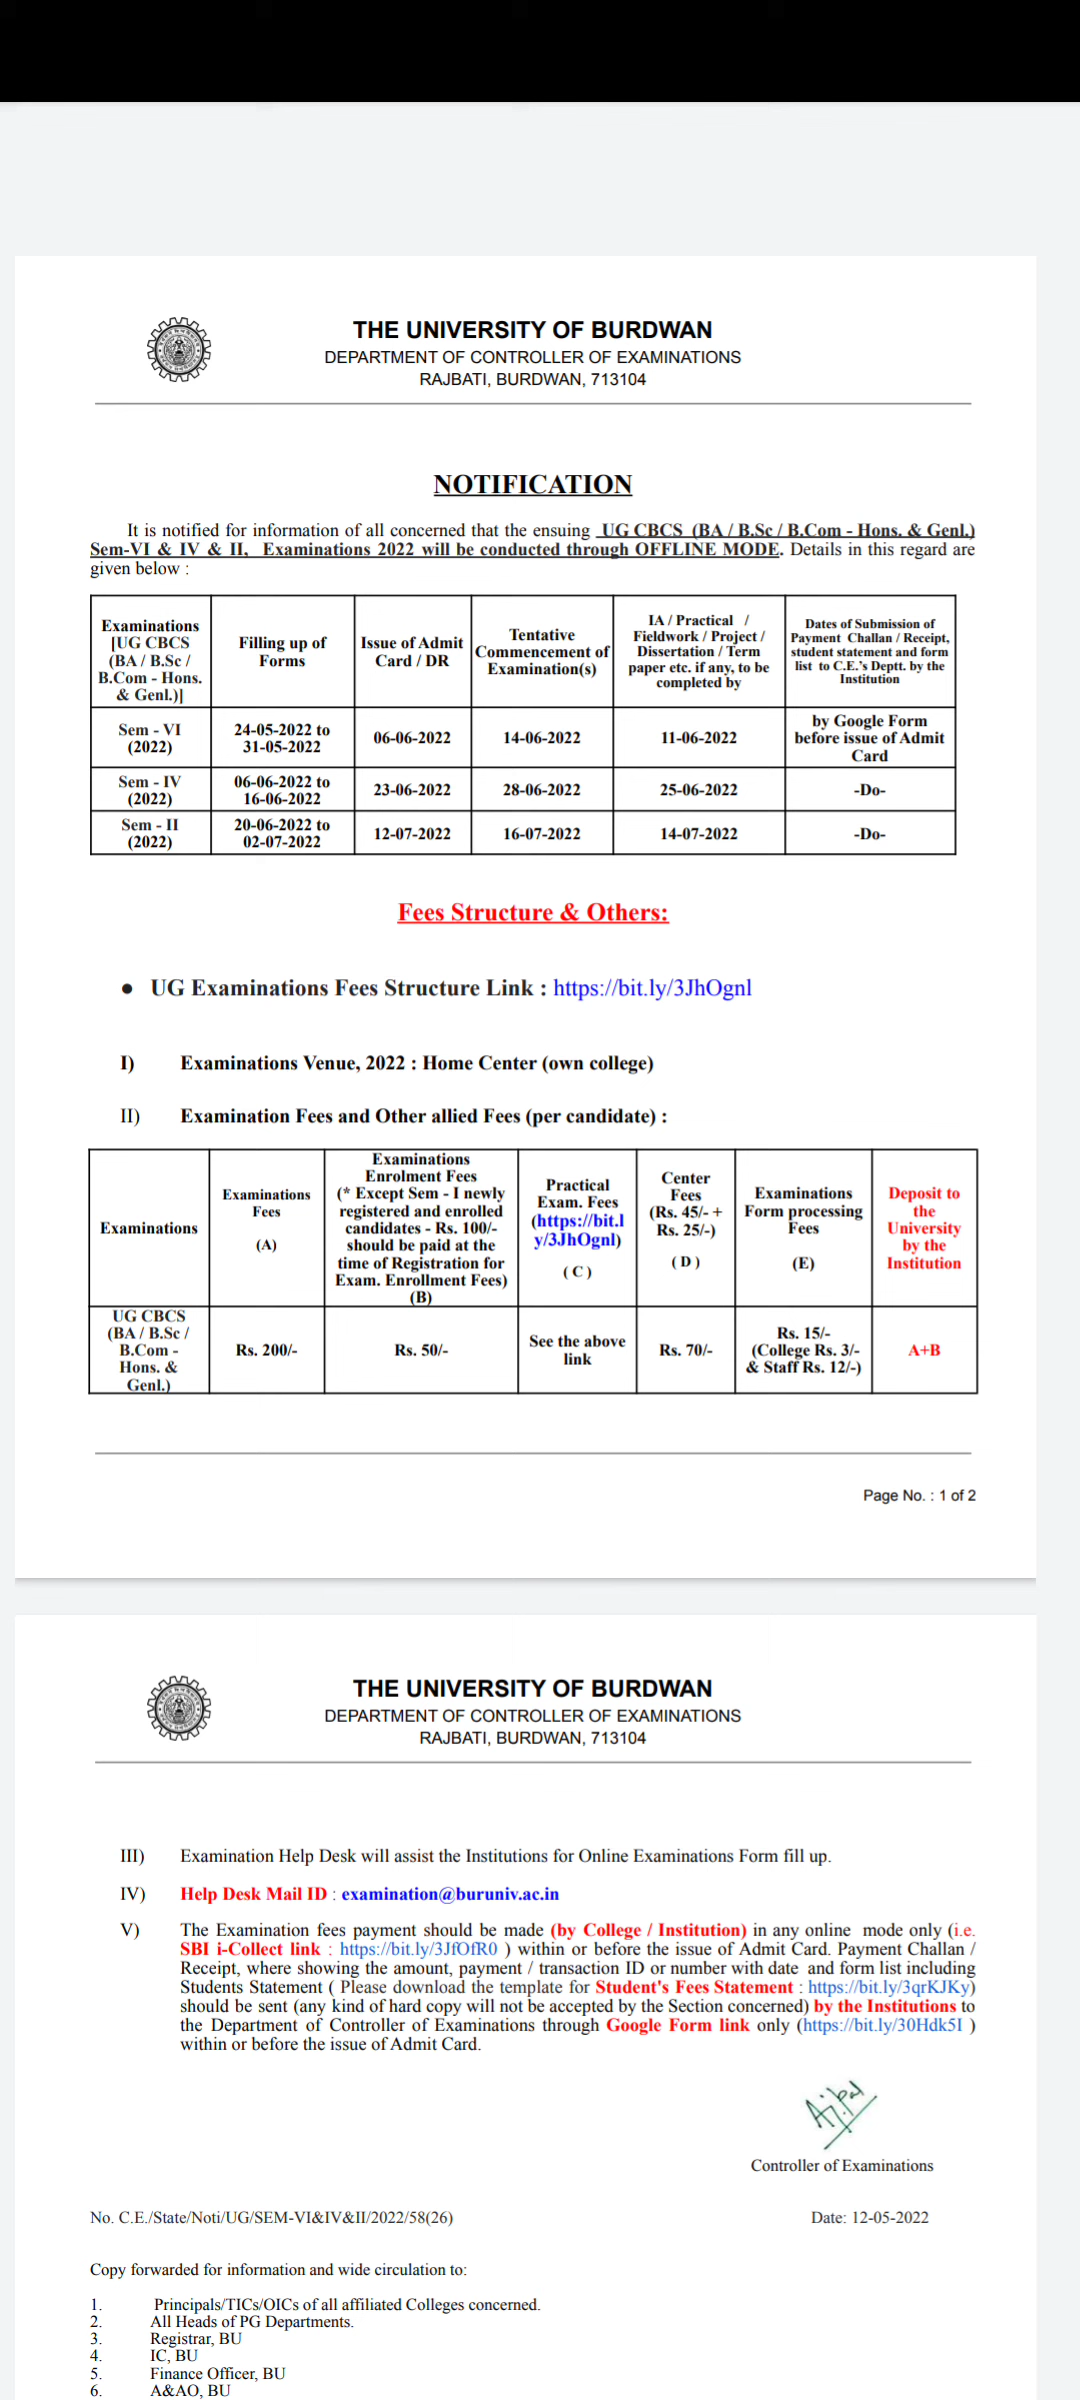 THE UNIVERSITY OF BURDWAN
DEPARTMENT OF CONTROLLER OF EXAMINATIONS
RAJBATI, BURDWAN, 713104
NOTIFICATION
It is notified for information of all concerned that the ensuing UG CBCS (BA / B.Sc / B.Com - Hons. & Genl.)
Sem-VI & IV & II, Examinations 2022 will be conducted through OFFLINE MODE. Details in this regard are
given below :
Examinations
[UG CBCS
(BA / B.Sc /
B.Com - Hons.
& Genl.)]
Filling up of
Forms
Issue of Admit
Card / DR
Tentative
Commencement of
Examination(s)
IA / Practical /
Fieldwork / Project /
Dissertation / Term
paper etc. if any, to be
completed by
Dates of Submission of
Payment Challan / Receipt,
student statement and form
list to C.E.'s Deptt. by the
Institution
Sem - VI
(2022)
24-05-2022 to
31-05-2022
06-06-2022
14-06-2022
11-06-2022
by Google Form
before issue of Admit
Card
Sem - IV
(2022)
06-06-2022 to
16-06-2022
23-06-2022
28-06-2022
25-06-2022
-Do-
Sem - II
(2022)
20-06-2022 to
02-07-2022
12-07-2022
16-07-2022
14-07-2022
-Do-
Fees Structure & Others:
● UG Examinations Fees Structure Link : https://bit.ly/3JhOgnl
I) Examinations Venue, 2022 : Home Center (own college)
II) Examination Fees and Other allied Fees (per candidate) :
Examinations
Examinations
Fees
(A)
Examinations
Enrolment Fees
(* Except Sem - I newly
registered and enrolled
candidates - Rs. 100/-
should be paid at the
time of Registration for
Exam. Enrollment Fees)
(B)
Practical
Exam. Fees
(https://bit.l
y/3JhOgnl)
( C )
Center
Fees
(Rs. 45/- +
Rs. 25/-)
( D )
Examinations
Form processing
Fees
(E)
Deposit to
the
University
by the
Institution
UG CBCS
(BA / B.Sc /
B.Com -
Hons. &
Genl.)
Rs. 200/-
Rs. 50/-
See the above
link
Rs. 70/-
Rs. 15/-
(College Rs. 3/-
& Staff Rs. 12/-)
A+B
Page No. : 1 of 2
THE UNIVERSITY OF BURDWAN
DEPARTMENT OF CONTROLLER OF EXAMINATIONS
RAJBATI, BURDWAN, 713104
III) Examination Help Desk will assist the Institutions for Online Examinations Form fill up.
IV) Help Desk Mail ID : examination@buruniv.ac.in
V) The Examination fees payment should be made (by College / Institution) in any online mode only (i.e.
SBI i-Collect link : https://bit.ly/3JfOfR0 ) within or before the issue of Admit Card. Payment Challan /
Receipt, where showing the amount, payment / transaction ID or number with date and form list including
Students Statement ( Please download the template for Student's Fees Statement : https://bit.ly/3qrKJKy)
should be sent (any kind of hard copy will not be accepted by the Section concerned) by the Institutions to
the Department of Controller of Examinations through Google Form link only (https://bit.ly/30Hdk5I )
within or before the issue of Admit Card.
Controller of Examinations
No. C.E./State/Noti/UG/SEM-VI&IV&II/2022/58(26)
Date: 12-05-2022
Copy forwarded for information and wide circulation to:
1. Principals/TICs/OICs of all affiliated Colleges concerned.
2. All Heads of PG Departments.
3. Registrar, BU
4. IC, BU
5. Finance Officer, BU
6. A&AO, BU